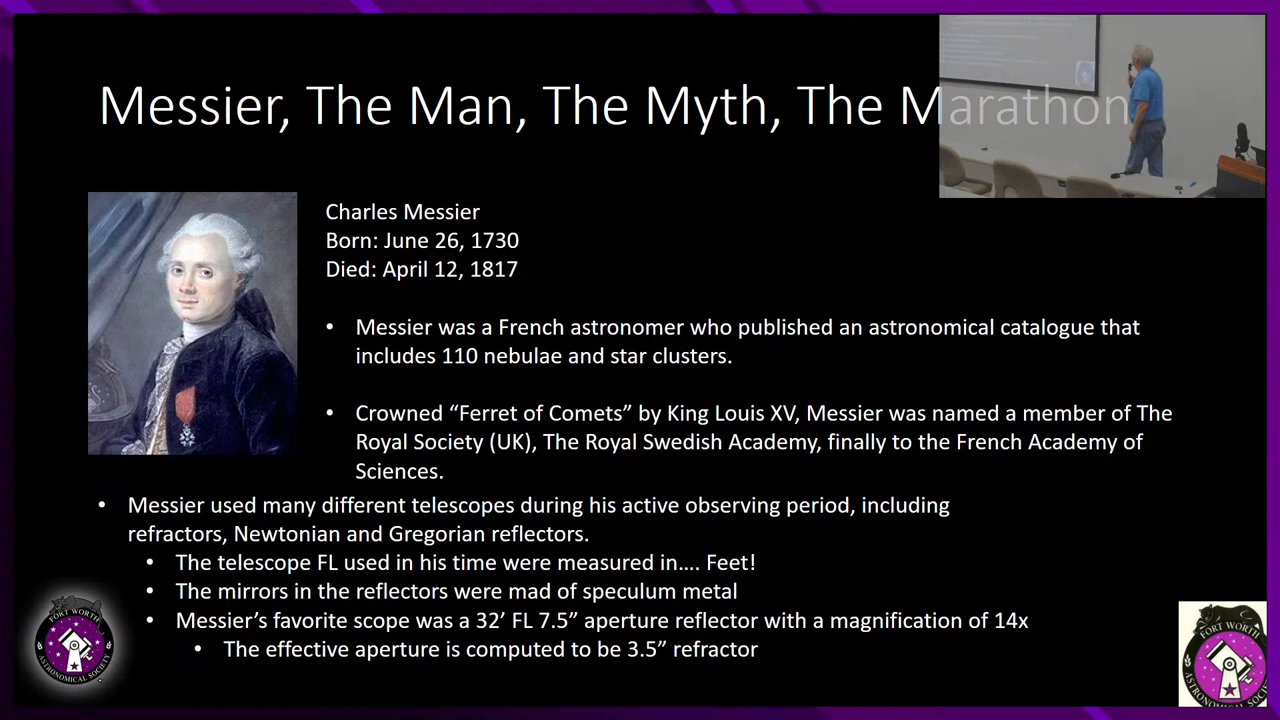 Messier, The Man, The Myth, The Marathon
Charles Messier
Born: June 26, 1730
Died: April 12, 1817
• Messier was a French astronomer who published an astronomical catalogue that
includes 110 nebulae and star clusters.
• Crowned “Ferret of Comets” by King Louis XV, Messier was named a member of The
Royal Society (UK), The Royal Swedish Academy, finally to the French Academy of
Sciences.
• Messier used many different telescopes during his active observing period, including
refractors, Newtonian and Gregorian reflectors.
• The telescope FL used in his time were measured in…. Feet!
• The mirrors in the reflectors were mad of speculum metal
• Messier’s favorite scope was a 32’ FL 7.5” aperture reflector with a magnification of 14x
• The effective aperture is computed to be 3.5” refractor
FORT WORTH
ASTRONOMICAL SOCIETY
FORT WORTH
ASTRONOMICAL SOCIETY